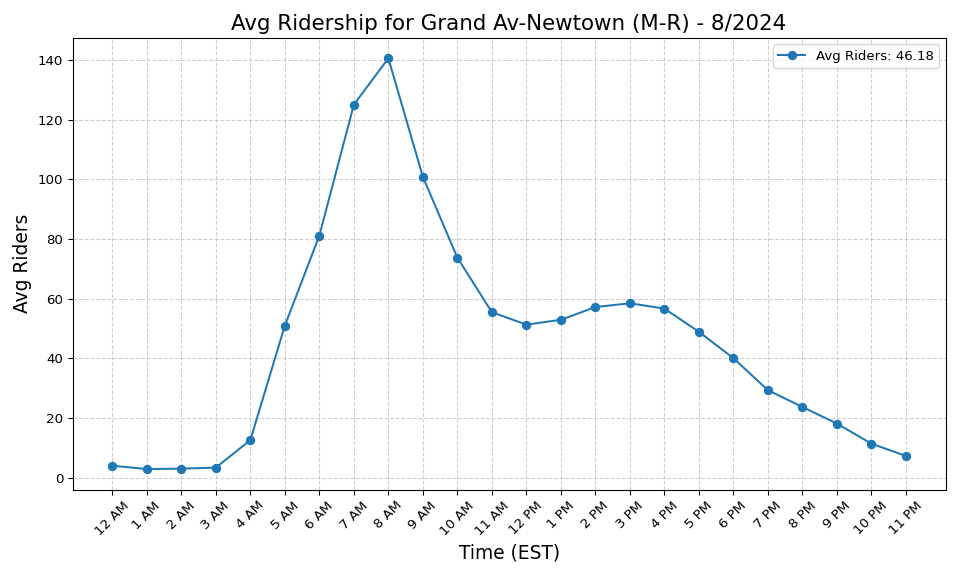 Avg Ridership for Grand Av-Newtown (M-R) - 8/2024
Avg Riders: 46.18
Avg Riders
140
120
100
80
60
40
20
0
12 AM
1 AM
2 AM
3 AM
4 AM
5 AM
6 AM
7 AM
8 AM
9 AM
10 AM
11 AM
12 PM
1 PM
2 PM
3 PM
4 PM
5 PM
6 PM
7 PM
8 PM
9 PM
10 PM
11 PM
Time (EST)